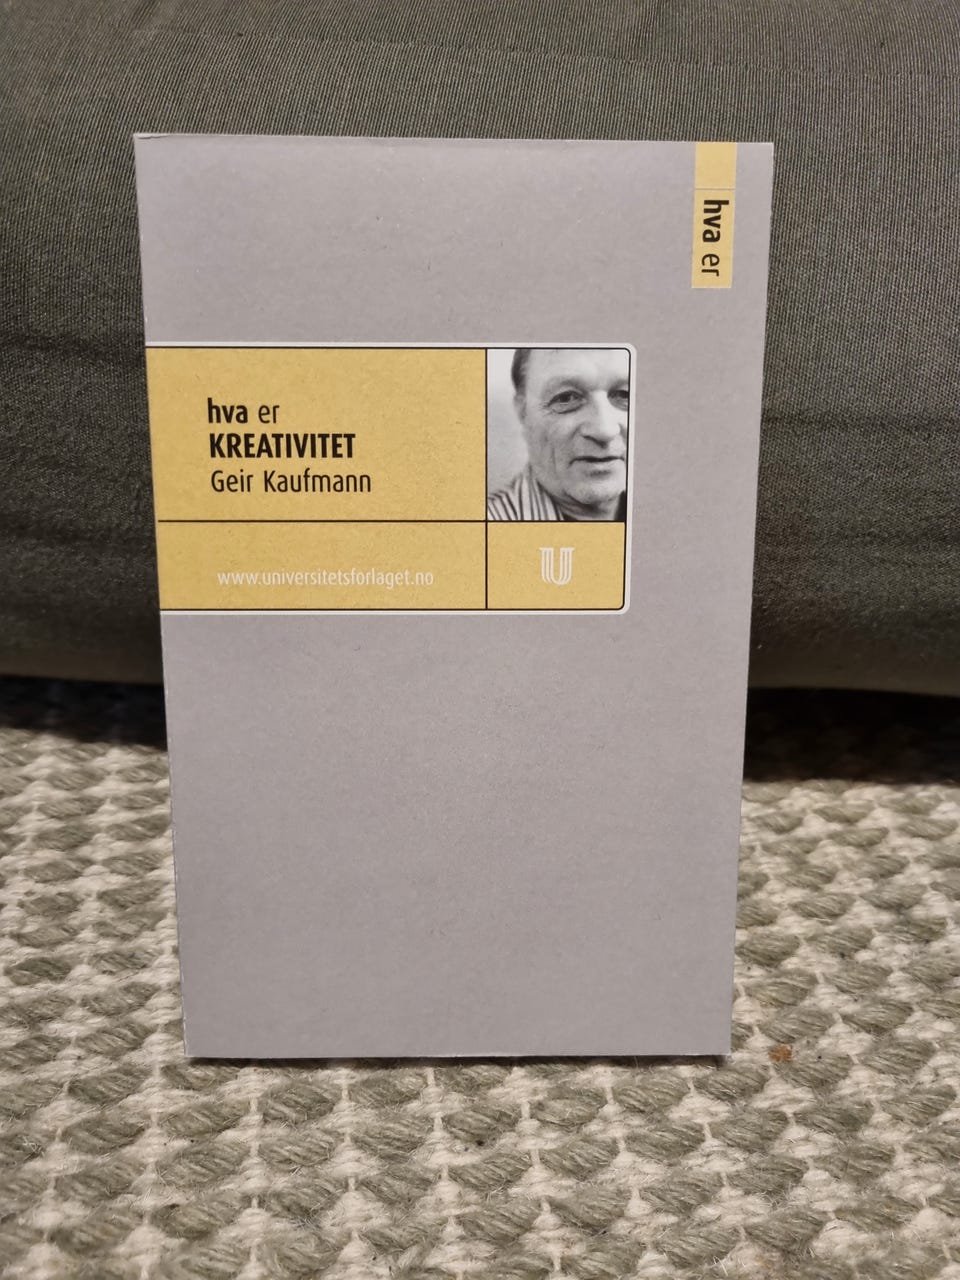 hva er
hva er
KREATIVITET
Geir Kaufmann
www.universitetsforlaget.no
U